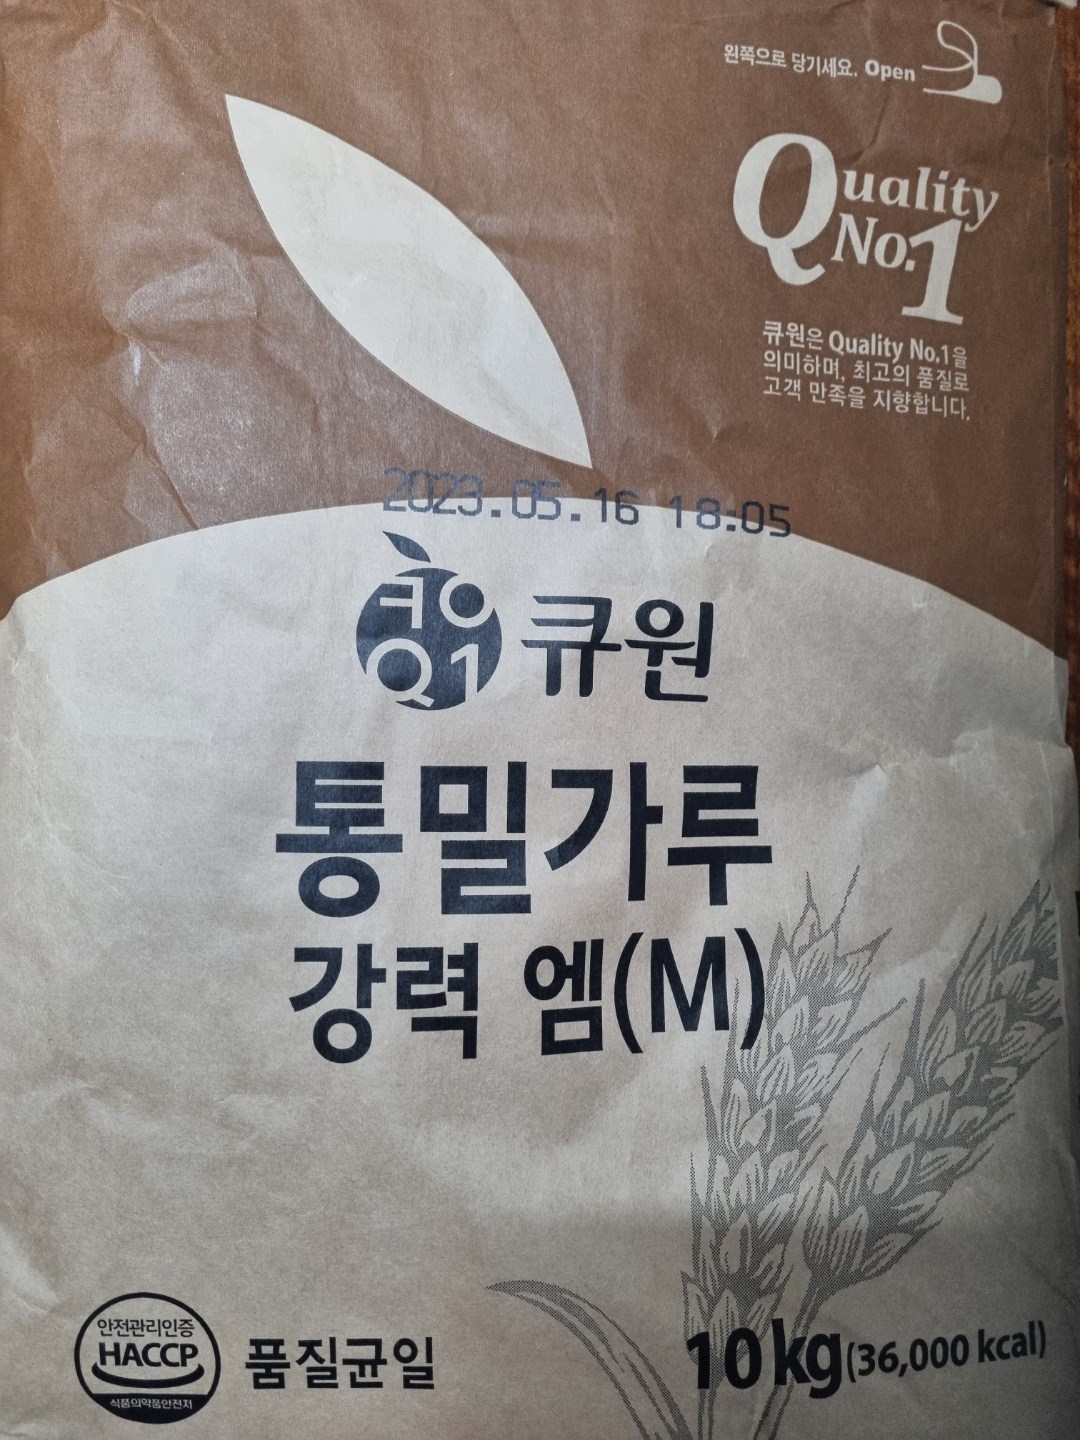 왼쪽으로 당기세요. Open
Quality
No.1
큐원은 Quality No.1을
의미하며, 최고의 품질로
고객 만족을 지향합니다.
2023.05.16 18:05
ㅋㅇ
Q1
큐원
통밀가루
강력 엠(M)
안전관리인증
HACCP
식품의약품안전처
품질균일
10kg(36,000 kcal)